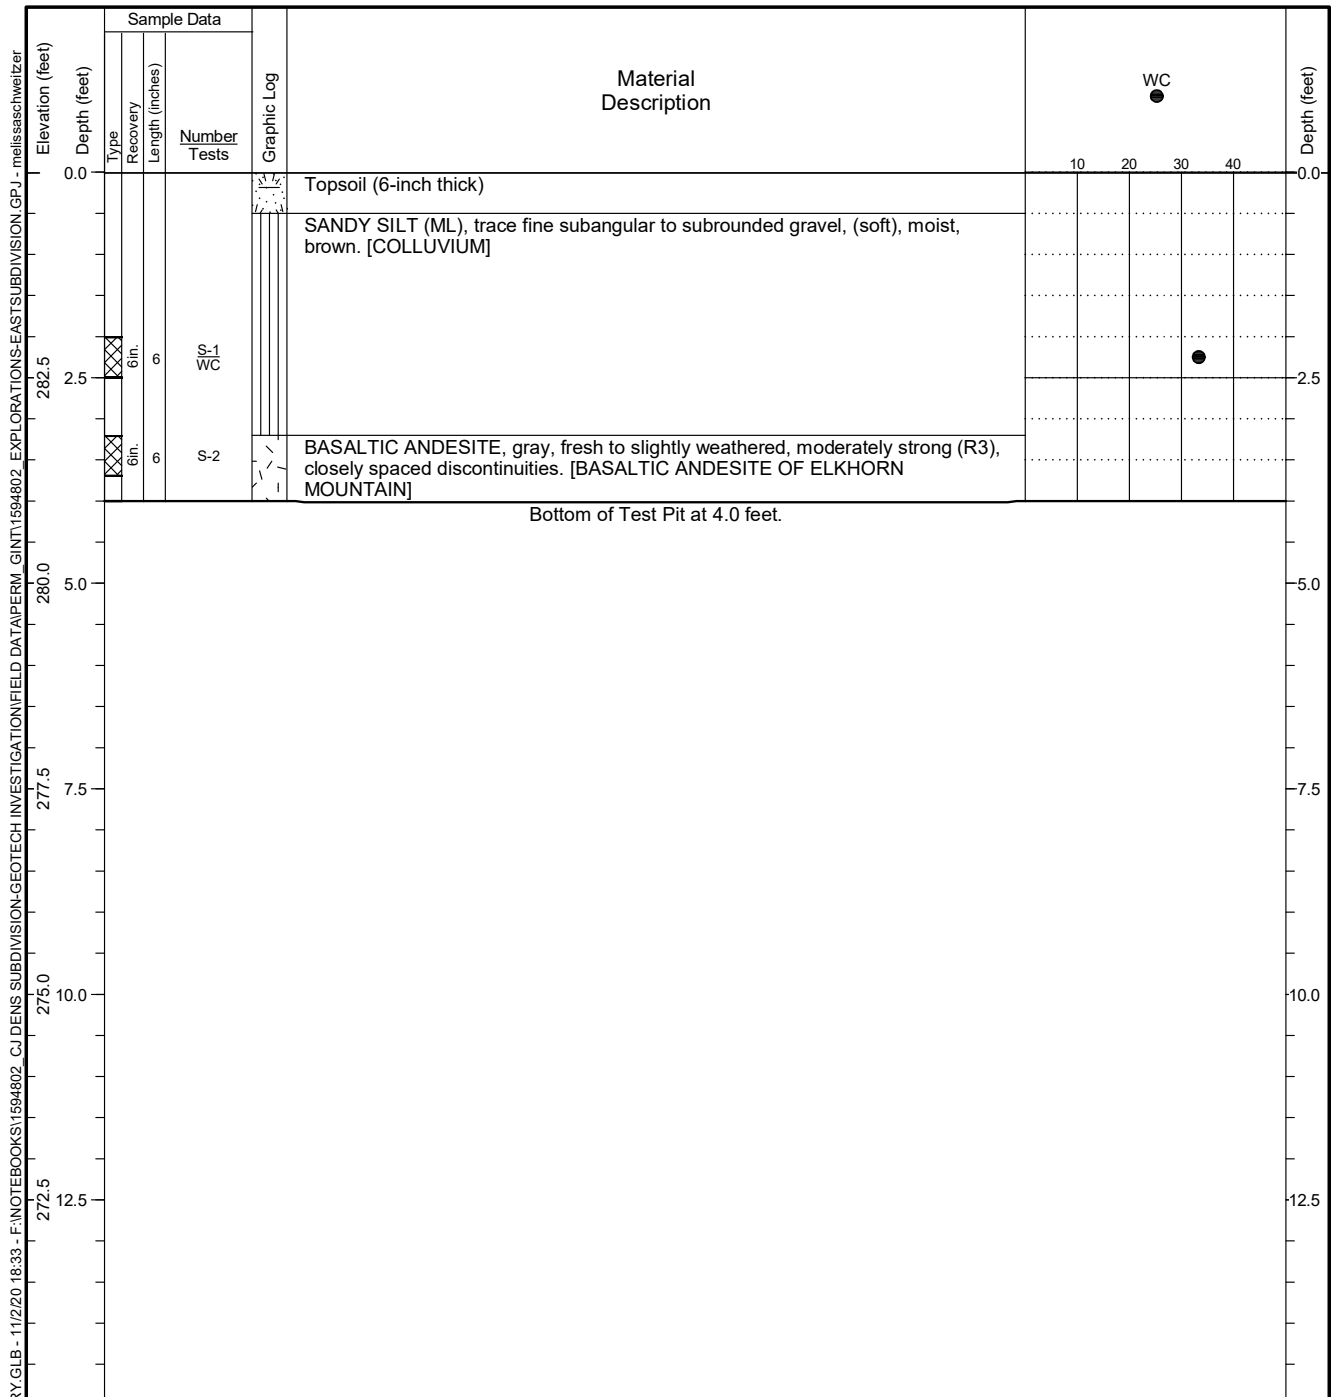 Sample Data
Elevation (feet)
Depth (feet)
Type
Recovery
Length (inches)
Number
Tests
Graphic Log
Material
Description
WC
Depth (feet)
10 20 30 40
0.0
0.0
Topsoil (6-inch thick)
SANDY SILT (ML), trace fine subangular to subrounded gravel, (soft), moist,
brown. [COLLUVIUM]
6in.
6
S-1
WC
282.5
2.5
2.5
6in.
6
S-2
BASALTIC ANDESITE, gray, fresh to slightly weathered, moderately strong (R3),
closely spaced discontinuities. [BASALTIC ANDESITE OF ELKHORN
MOUNTAIN]
Bottom of Test Pit at 4.0 feet.
280.0
5.0
5.0
277.5
7.5
7.5
275.0
10.0
10.0
272.5
12.5
12.5
RY.GLB - 11/2/20 18:33 - F:\NOTEBOOKS\1594802_CJ DENS SUBDIVISION-GEOTECH INVESTIGATION\FIELD DATA\PERM_GINT\1594802_EXPLORATIONS-EASTSUBDIVISION.GPJ - melissaschweitzer